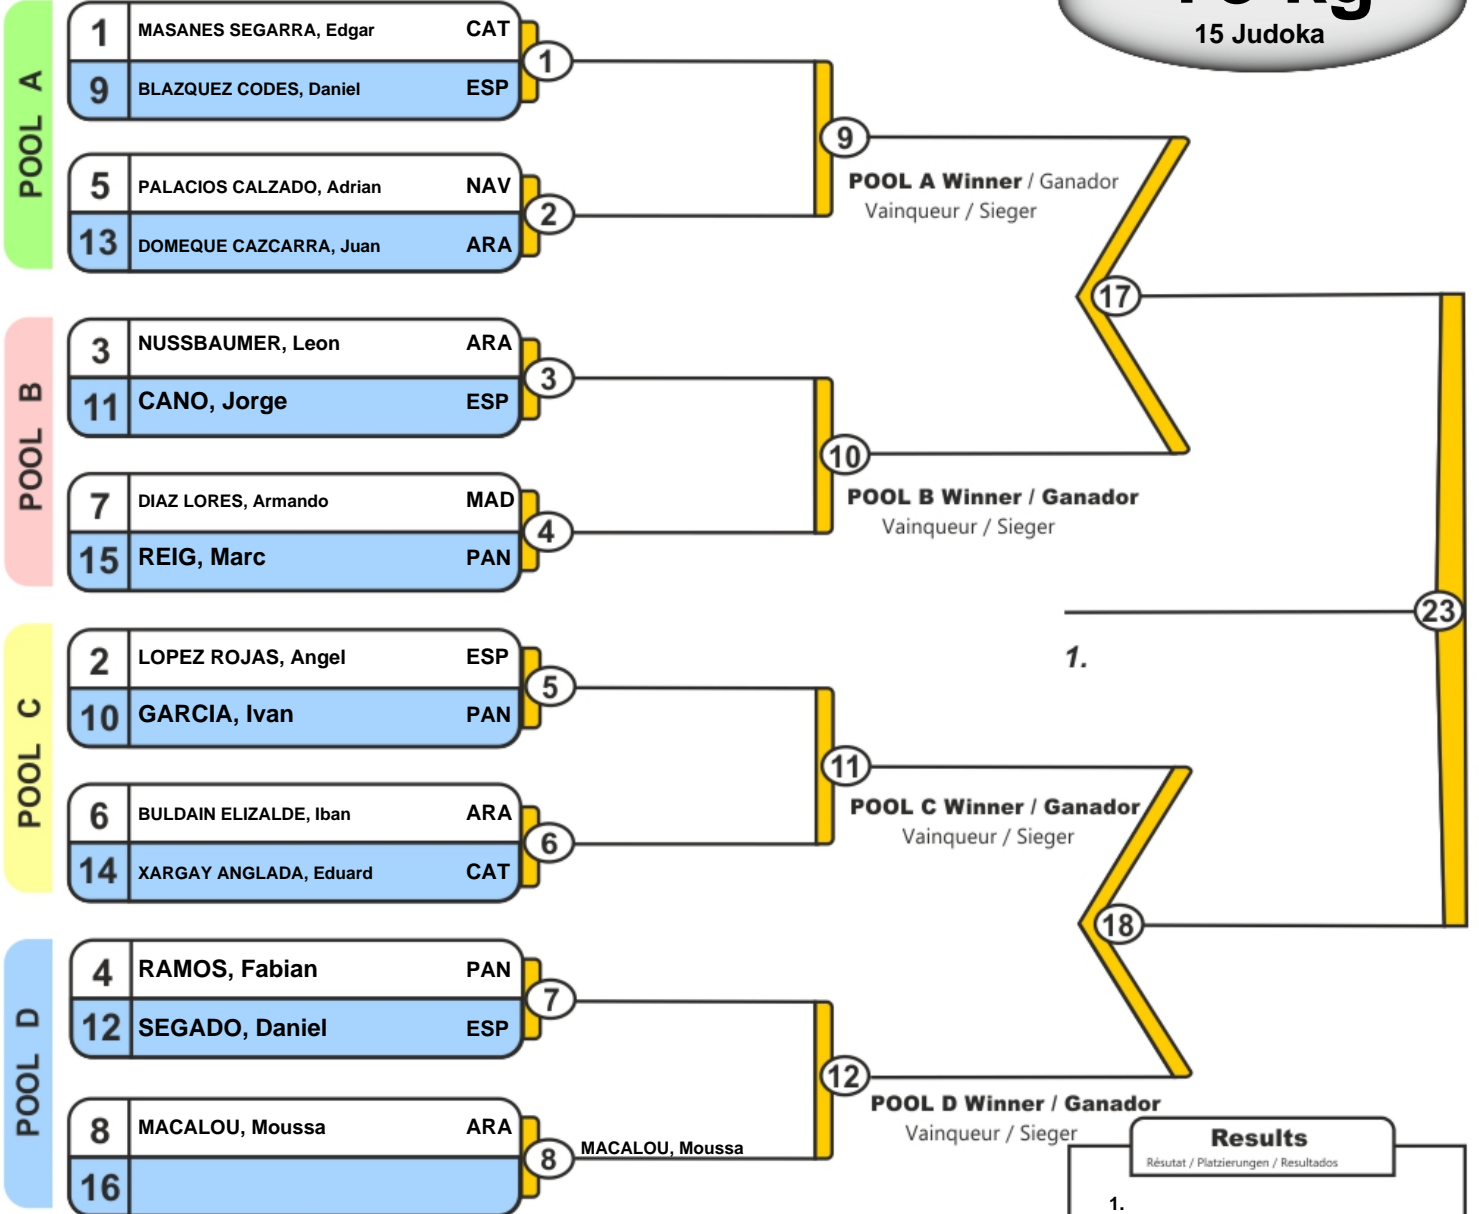 15 Judoka
POOL A
1 MASANES SEGARRA, Edgar CAT
9 BLAZQUEZ CODES, Daniel ESP
1
5 PALACIOS CALZADO, Adrian NAV
13 DOMEQUE CAZCARRA, Juan ARA
2
9
POOL A Winner / Ganador
Vainqueur / Sieger
17
POOL B
3 NUSSBAUMER, Leon ARA
11 CANO, Jorge ESP
3
7 DIAZ LORES, Armando MAD
15 REIG, Marc PAN
4
10
POOL B Winner / Ganador
Vainqueur / Sieger
23
1.
POOL C
2 LOPEZ ROJAS, Angel ESP
10 GARCIA, Ivan PAN
5
6 BULDAIN ELIZALDE, Iban ARA
14 XARGAY ANGLADA, Eduard CAT
6
11
POOL C Winner / Ganador
Vainqueur / Sieger
18
POOL D
4 RAMOS, Fabian PAN
12 SEGADO, Daniel ESP
7
8 MACALOU, Moussa ARA
16
8
MACALOU, Moussa
12
POOL D Winner / Ganador
Vainqueur / Sieger
Results
Résutat / Platzierungen / Resultados
1.